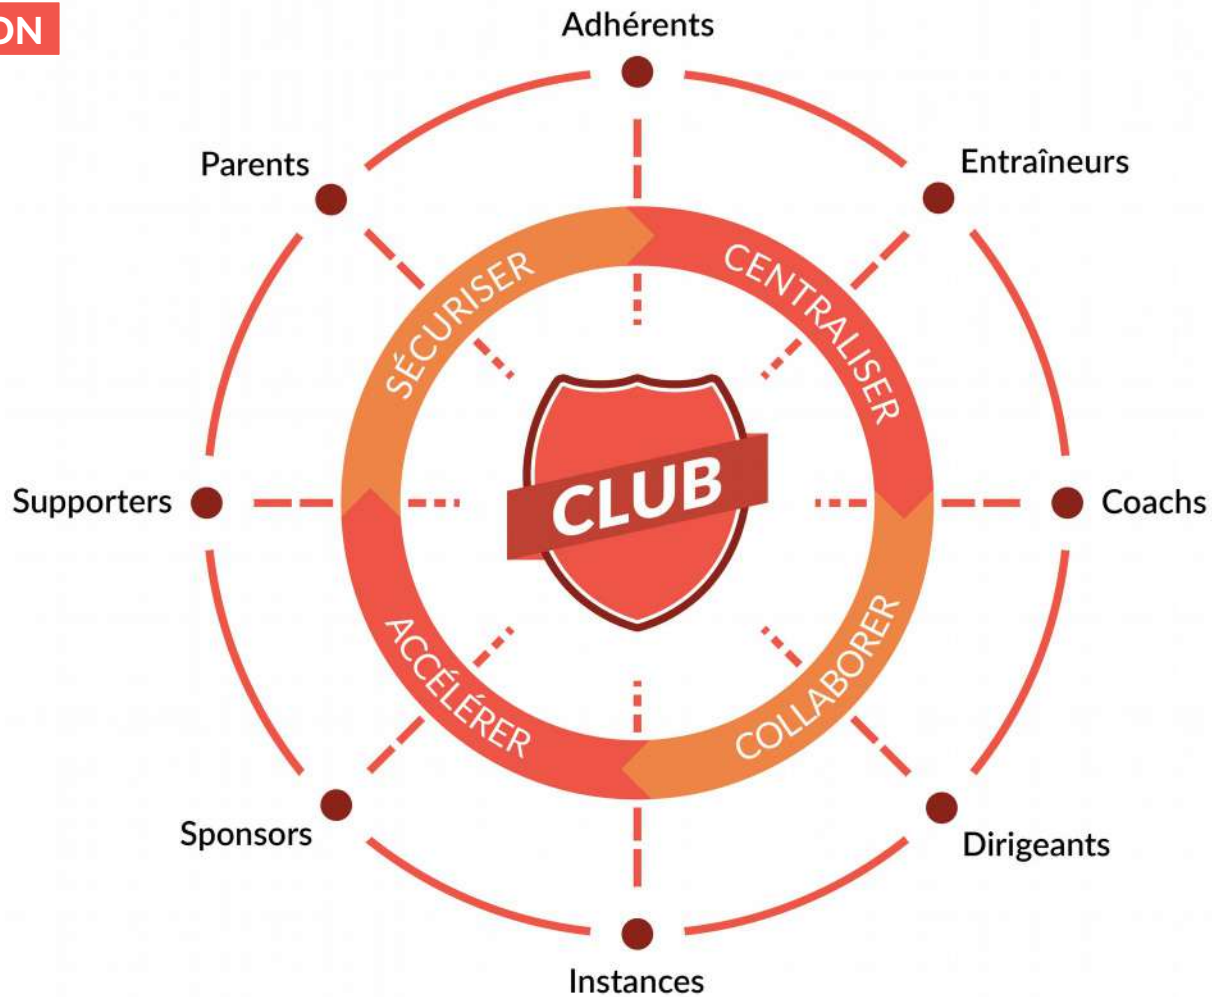 ON
Adhérents
Parents
Entraîneurs
SÉCURISER
CENTRALISER
CLUB
Supporters
Coachs
ACCÉLÉRER
COLLABORER
Sponsors
Dirigeants
Instances